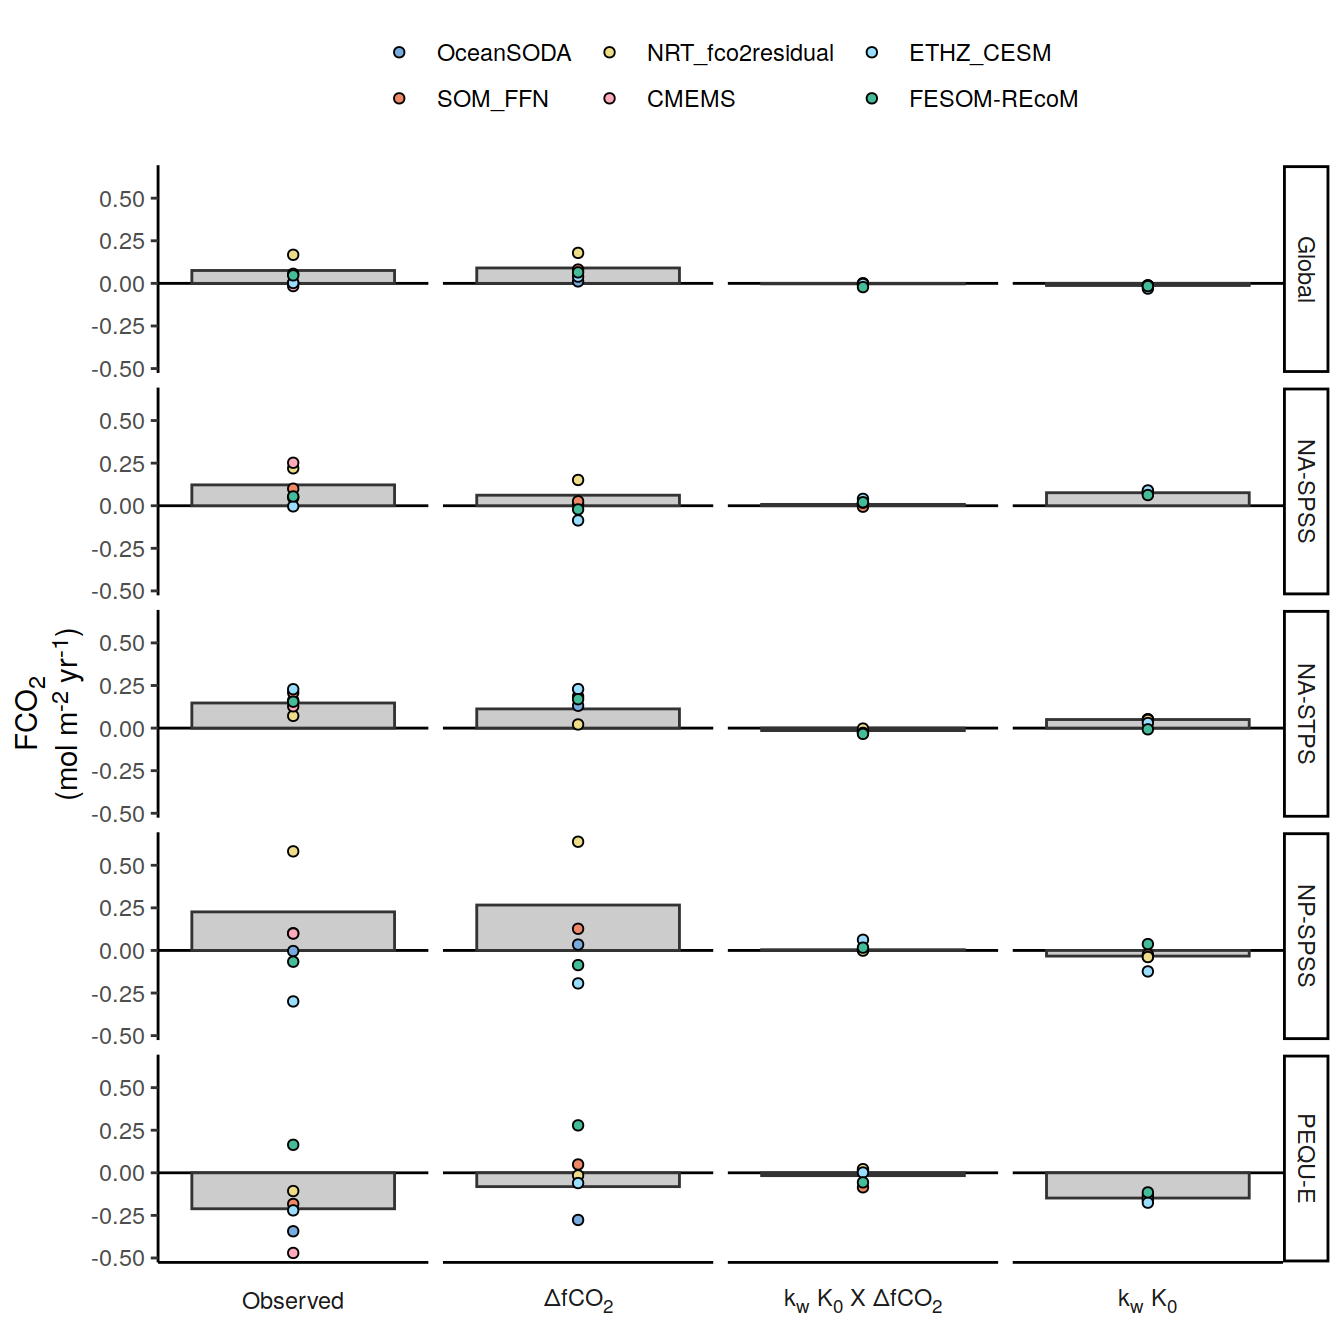 OceanSODA NRT_fco2residual ETHZ_CESM
SOM_FFN CMEMS FESOM-REcoM
FCO2
(mol m-2 yr-1)
0.50
0.25
0.00
-0.25
-0.50
Global
0.50
0.25
0.00
-0.25
-0.50
NA-SPSS
0.50
0.25
0.00
-0.25
-0.50
NA-STPS
0.50
0.25
0.00
-0.25
-0.50
NP-SPSS
0.50
0.25
0.00
-0.25
-0.50
PEQU-E
Observed ΔfCO2 kw K0 X ΔfCO2 kw K0